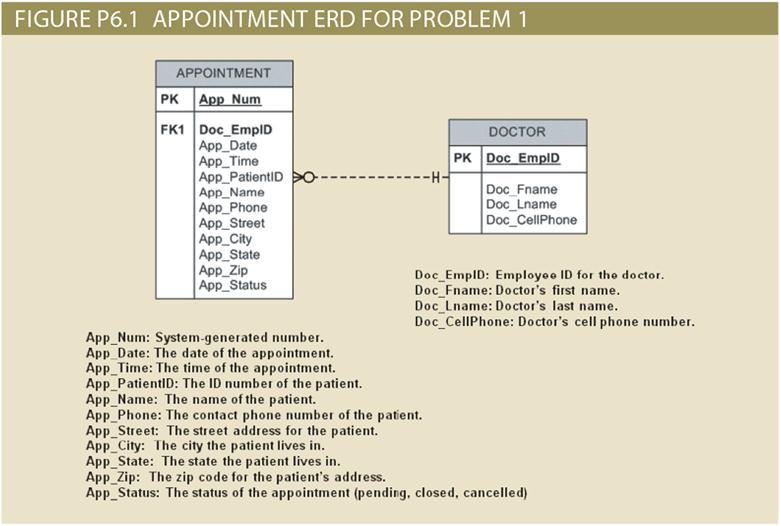 FIGURE P6.1 APPOINTMENT ERD FOR PROBLEM 1
APPOINTMENT
PK App_Num
FK1 Doc_EmpID
App_Date
App_Time
App_PatientID
App_Name
App_Phone
App_Street
App_City
App_State
App_Zip
App_Status
DOCTOR
PK Doc_EmpID
Doc_Fname
Doc_Lname
Doc_CellPhone
Doc_EmpID: Employee ID for the doctor.
Doc_Fname: Doctor's first name.
Doc_Lname: Doctor's last name.
Doc_CellPhone: Doctor's cell phone number.
App_Num: System-generated number.
App_Date: The date of the appointment.
App_Time: The time of the appointment.
App_PatientID: The ID number of the patient.
App_Name: The name of the patient.
App_Phone: The contact phone number of the patient.
App_Street: The street address for the patient.
App_City: The city the patient lives in.
App_State: The state the patient lives in.
App_Zip: The zip code for the patient's address.
App_Status: The status of the appointment (pending, closed, cancelled)